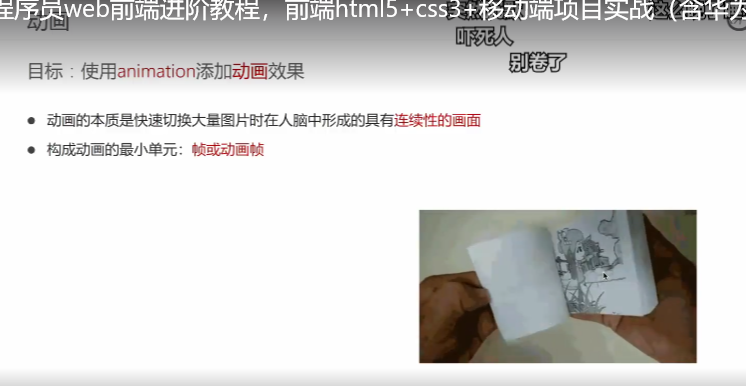 程序员web前端进阶教程，前端html5+css3+移动端项目实战（含华为
动画
吓死人
别卷了
目标：使用animation添加动画效果
● 动画的本质是快速切换大量图片时在人脑中形成的具有连续性的画面
● 构成动画的最小单元：帧或动画帧